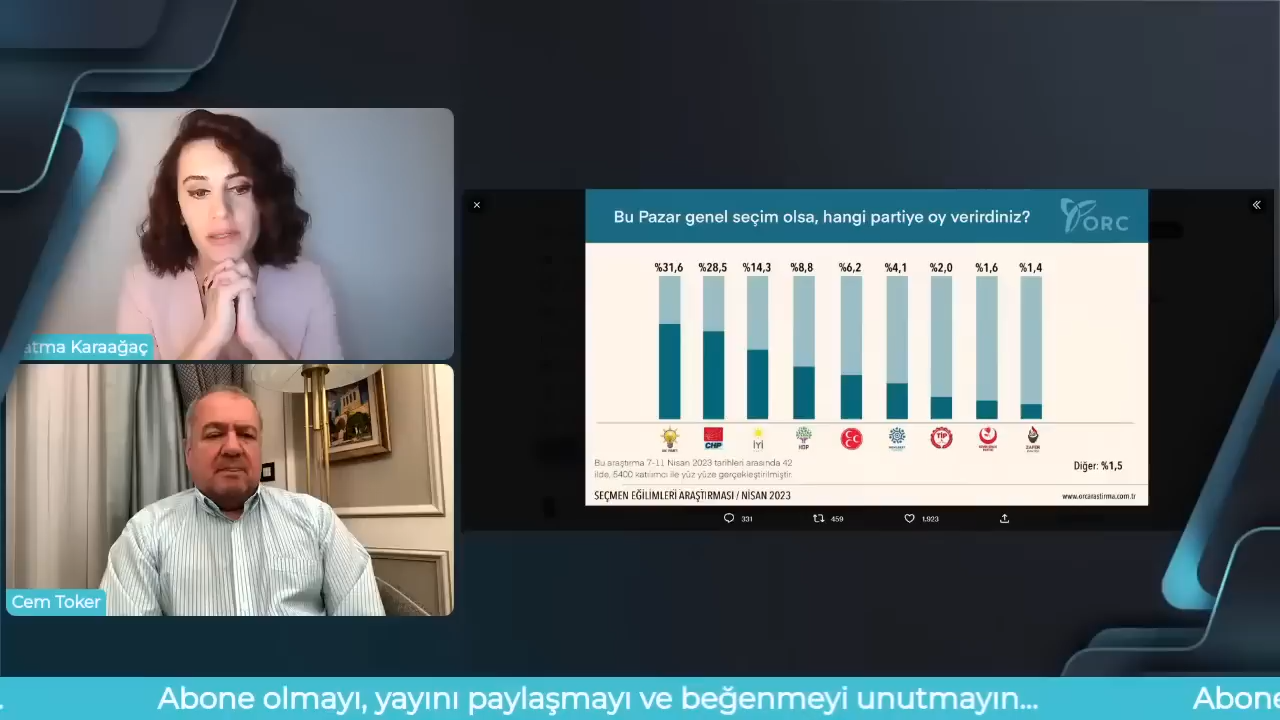 atma Karaağaç
Cem Toker
Bu Pazar genel seçim olsa, hangi partiye oy verirdiniz?
ORC
%31,6 %28,5 %14,3 %8,8 %6,2 %4,1 %2,0 %1,6 %1,4
CHP
İYİ
HDP
TİP
Bu araştırma 7-11 Nisan 2023 tarihleri arasında 42
ilde, 5400 katılımcı ile yüz yüze gerçekleştirilmiştir.
Diğer: %1,5
SEÇMEN EĞİLİMLERİ ARAŞTIRMASI / NİSAN 2023
www.orcarastirma.com.tr
331 459 1.923
Abone olmayı, yayını paylaşmayı ve beğenmeyi unutmayın... Abone